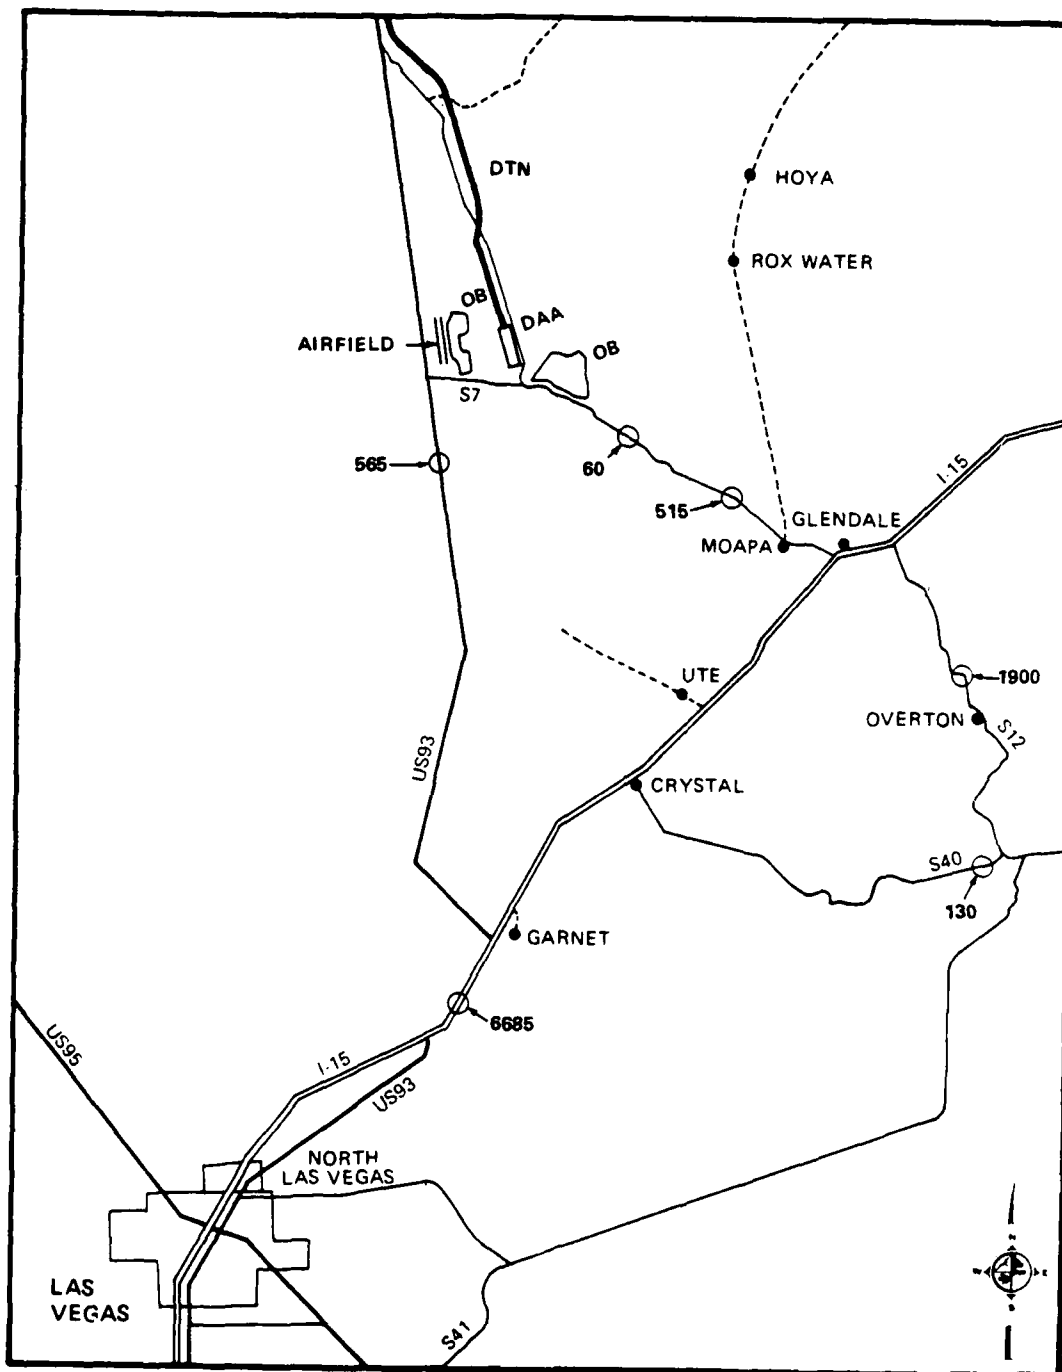 DTN
HOYA
ROX WATER
OB
DAA
AIRFIELD
OB
S7
565
60
I-15
515
GLENDALE
MOAPA
UTE
1900
OVERTON
S12
US93
CRYSTAL
S40
130
GARNET
6685
US95
I-15
US93
NORTH
LAS VEGAS
LAS
VEGAS
S41
N
W
E
S